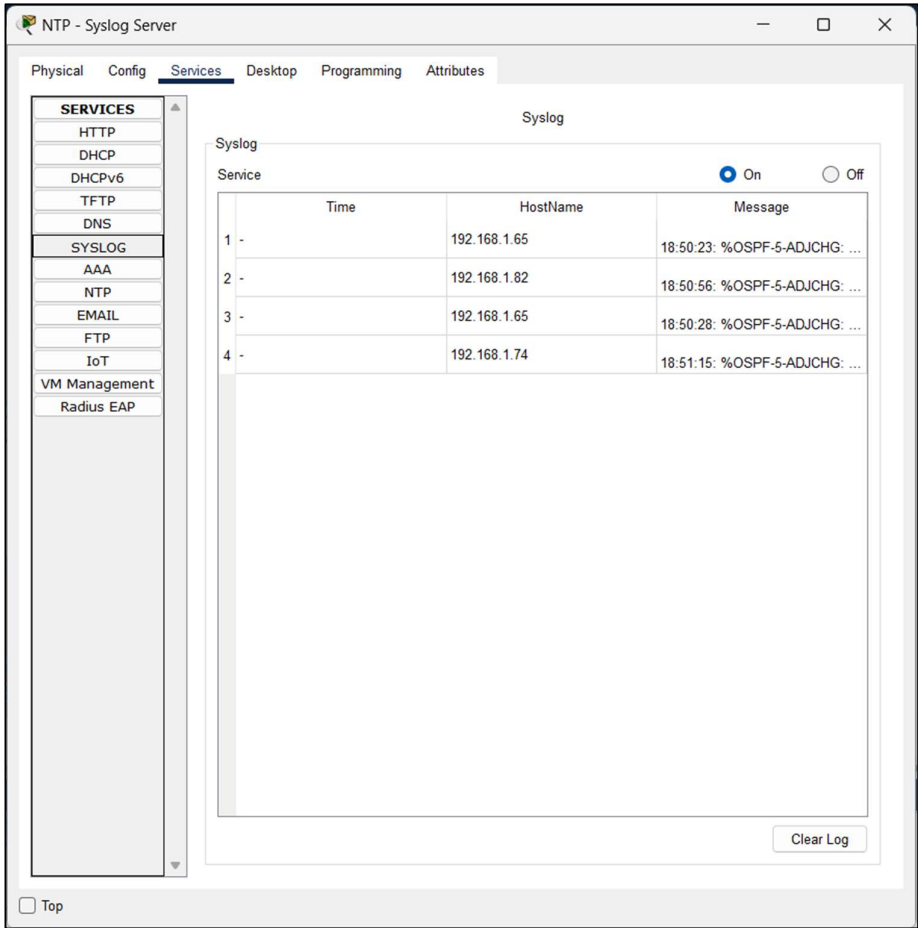 NTP - Syslog Server
Physical Config Services Desktop Programming Attributes
SERVICES
HTTP
DHCP
DHCPv6
TFTP
DNS
SYSLOG
AAA
NTP
EMAIL
FTP
IoT
VM Management
Radius EAP
Syslog
Syslog
Service On Off
Time HostName Message
1 - 192.168.1.65 18:50:23: %OSPF-5-ADJCHG: ...
2 - 192.168.1.82 18:50:56: %OSPF-5-ADJCHG: ...
3 - 192.168.1.65 18:50:28: %OSPF-5-ADJCHG: ...
4 - 192.168.1.74 18:51:15: %OSPF-5-ADJCHG: ...
Clear Log
Top